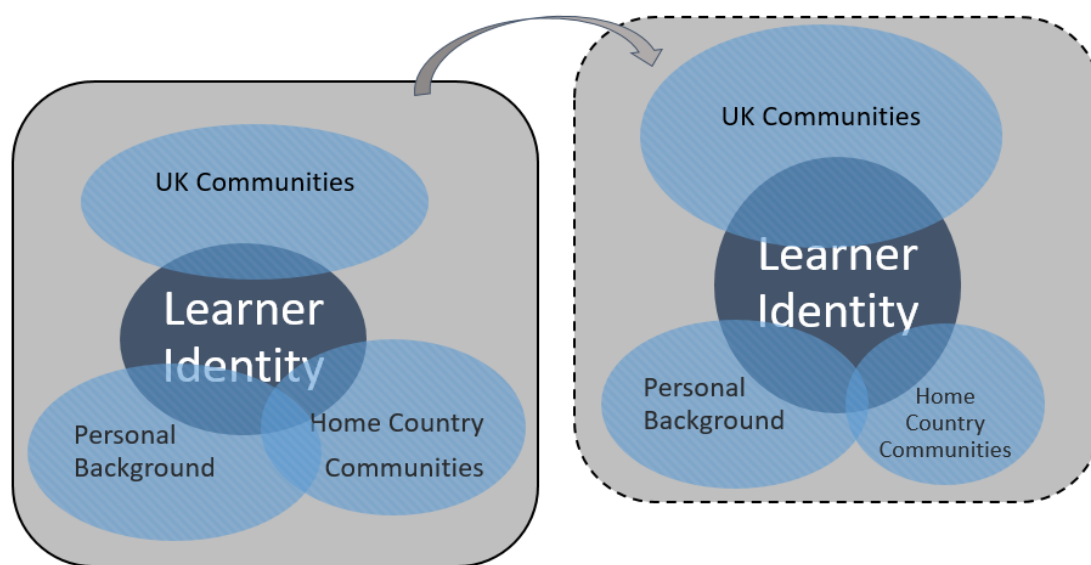 UK Communities
Learner
Identity
Personal
Background
Home Country
Communities
UK Communities
Learner
Identity
Personal
Background
Home
Country
Communities